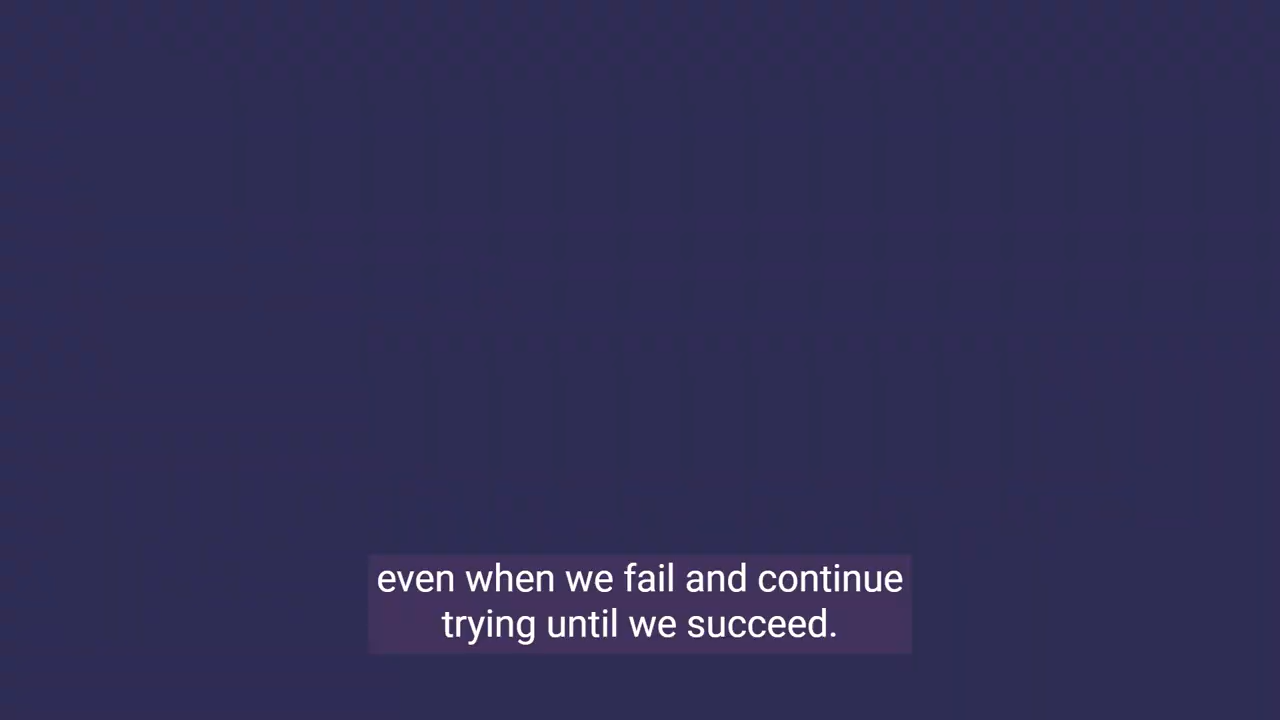 even when we fail and continue
trying until we succeed.